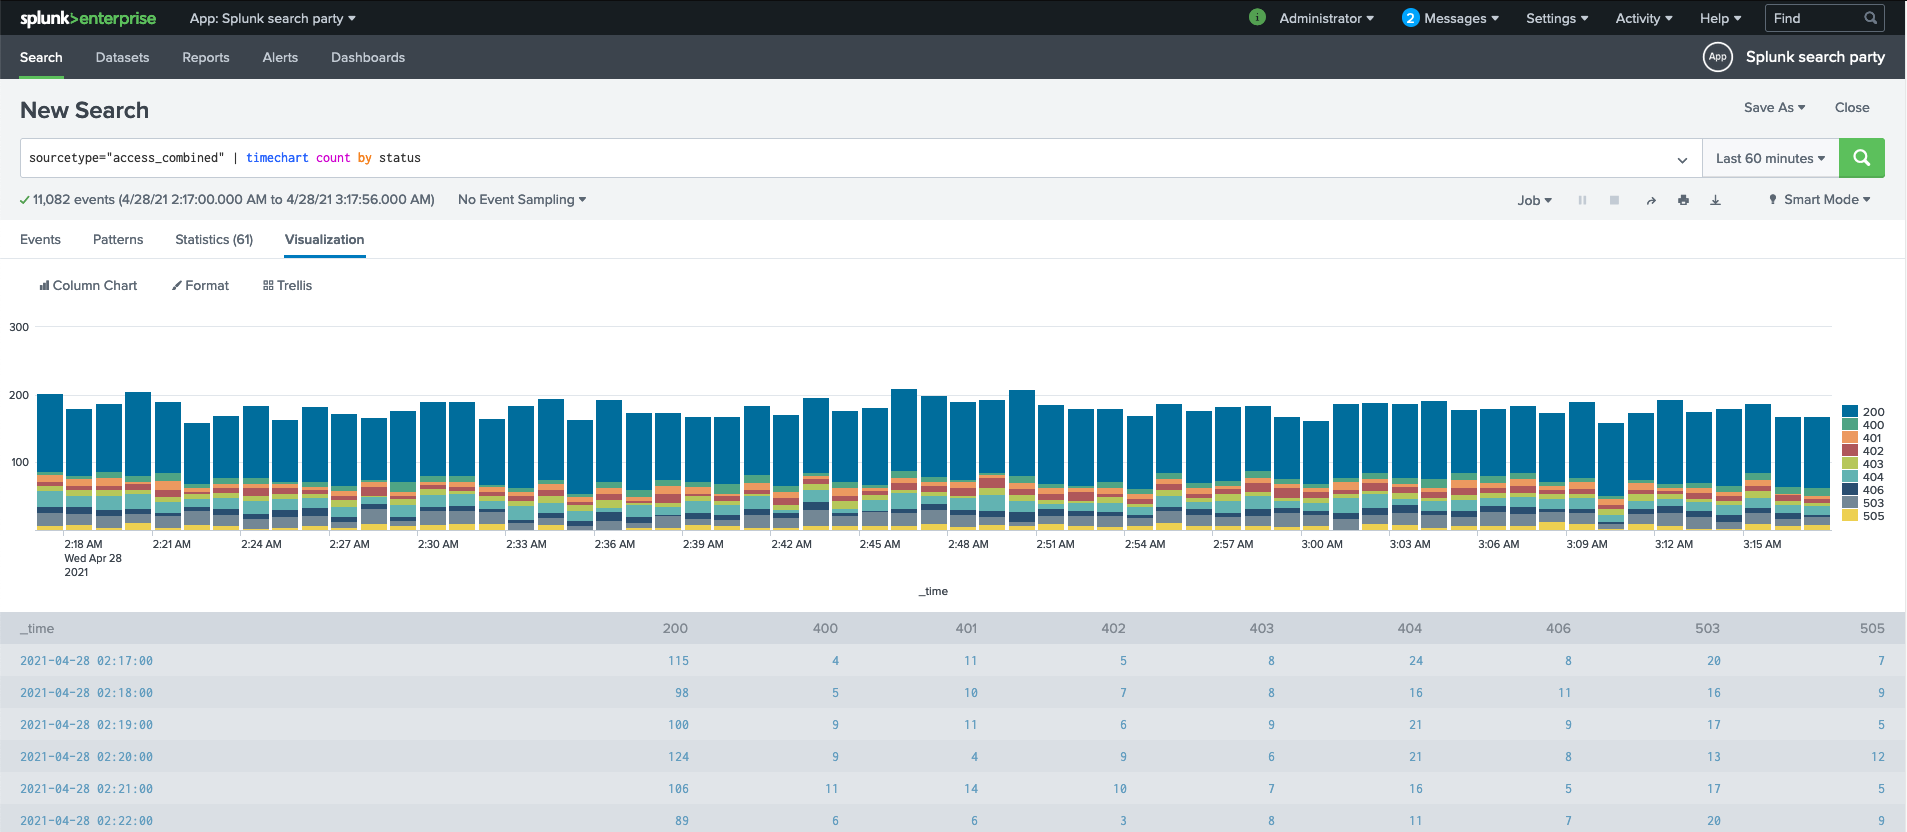 splunk>enterprise App: Splunk search party i Administrator 2 Messages Settings Activity Help Find
Search Datasets Reports Alerts Dashboards App Splunk search party
New Search Save As Close
sourcetype="access_combined" | timechart count by status Last 60 minutes
11,082 events (4/28/21 2:17:00.000 AM to 4/28/21 3:17:56.000 AM) No Event Sampling Job Smart Mode
Events Patterns Statistics (61) Visualization
Column Chart Format Trellis
300
200
100
200
400
401
402
403
404
406
503
505
2:18 AM 2:21 AM 2:24 AM 2:27 AM 2:30 AM 2:33 AM 2:36 AM 2:39 AM 2:42 AM 2:45 AM 2:48 AM 2:51 AM 2:54 AM 2:57 AM 3:00 AM 3:03 AM 3:06 AM 3:09 AM 3:12 AM 3:15 AM
Wed Apr 28
2021
_time
_time 200 400 401 402 403 404 406 503 505
2021-04-28 02:17:00 115 4 11 5 8 24 8 20 7
2021-04-28 02:18:00 98 5 10 7 8 16 11 16 9
2021-04-28 02:19:00 100 9 11 6 9 21 9 17 5
2021-04-28 02:20:00 124 9 4 9 6 21 8 13 12
2021-04-28 02:21:00 106 11 14 10 7 16 5 17 5
2021-04-28 02:22:00 89 6 6 3 8 11 7 20 9